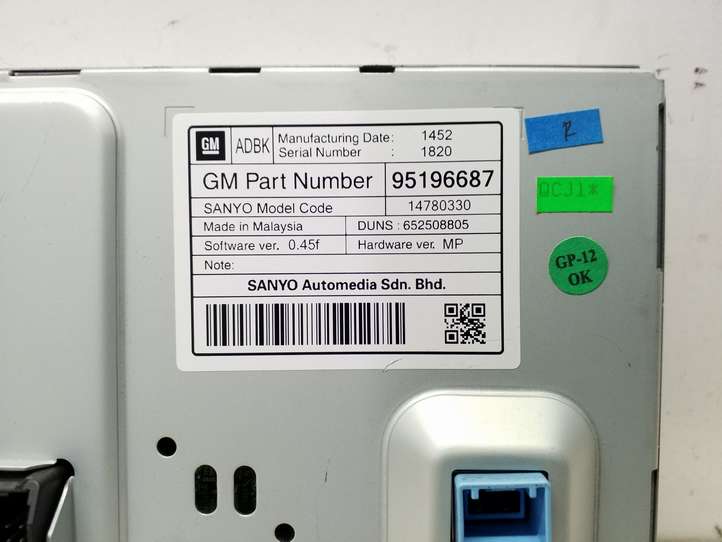 GM
ADBK
Manufacturing Date : 1452
Serial Number : 1820
GM Part Number 95196687
SANYO Model Code 14780330
Made in Malaysia DUNS : 652508805
Software ver. 0.45f Hardware ver. MP
Note:
SANYO Automedia Sdn. Bhd.
R
QCJ1*
GP-12
OK